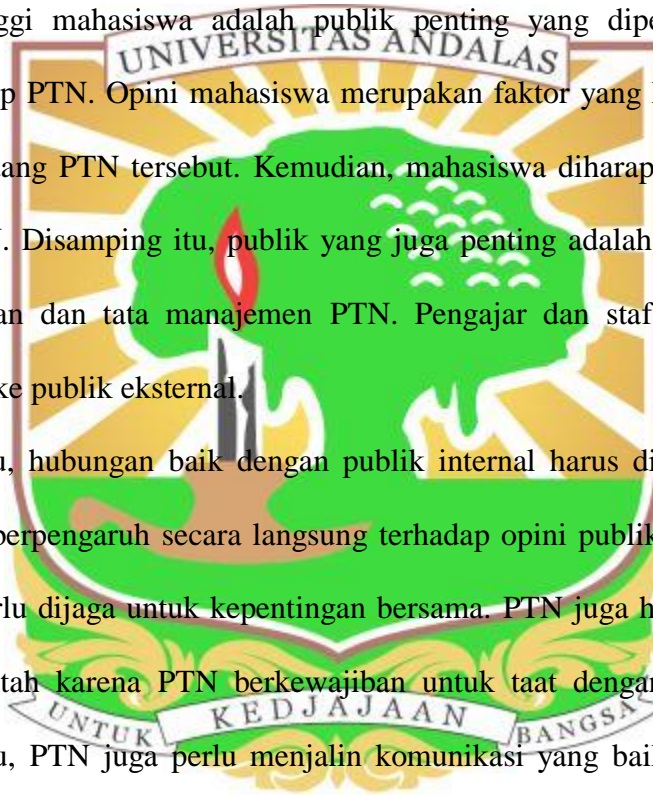 nggi mahasiswa adalah publik penting yang dipe
UNIVERSITAS ANDALAS
p PTN. Opini mahasiswa merupakan faktor yang
ang PTN tersebut. Kemudian, mahasiswa diharap
. Disamping itu, publik yang juga penting adalah
an dan tata manajemen PTN. Pengajar dan staf
ke publik eksternal.
u, hubungan baik dengan publik internal harus di
berpengaruh secara langsung terhadap opini publik
rlu dijaga untuk kepentingan bersama. PTN juga h
tah karena PTN berkewajiban untuk taat dengan
UNTUK KEDJAJAAN BANGSA
u, PTN juga perlu menjalin komunikasi yang baik